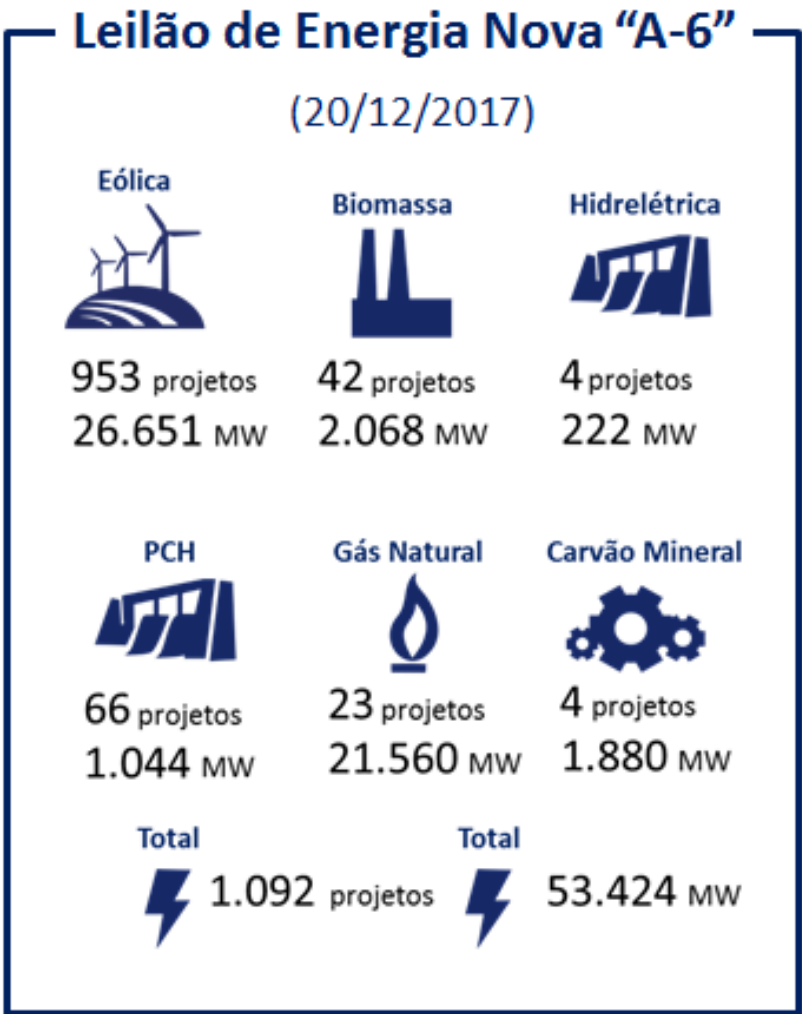 Leilão de Energia Nova “A-6”
(20/12/2017)
Eólica
953 projetos
26.651 MW
Biomassa
42 projetos
2.068 MW
Hidrelétrica
4 projetos
222 MW
PCH
66 projetos
1.044 MW
Gás Natural
23 projetos
21.560 MW
Carvão Mineral
4 projetos
1.880 MW
Total
1.092 projetos
Total
53.424 MW